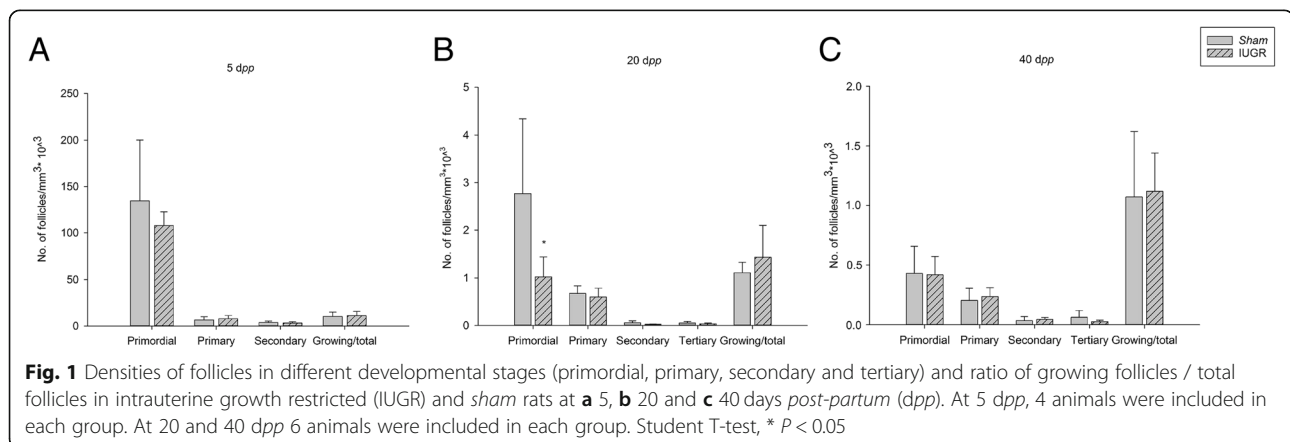 A
5 dpp
No. of follicles/mm³* 10^3
250
200
150
100
50
0
Primordial Primary Secondary Growing/total
B
20 dpp
No. of follicles/mm³*10^3
5
4
3
2
1
0
Primordial Primary Secondary Tertiary Growing/total
C
40 dpp
Sham
IUGR
No. of follicles/mm³*10^3
2.0
1.5
1.0
0.5
0.0
Primordial Primary Secondary Tertiary Growing/total
*
Fig. 1 Densities of follicles in different developmental stages (primordial, primary, secondary and tertiary) and ratio of growing follicles / total
follicles in intrauterine growth restricted (IUGR) and sham rats at a 5, b 20 and c 40 days post-partum (dpp). At 5 dpp, 4 animals were included in
each group. At 20 and 40 dpp 6 animals were included in each group. Student T-test, * P < 0.05